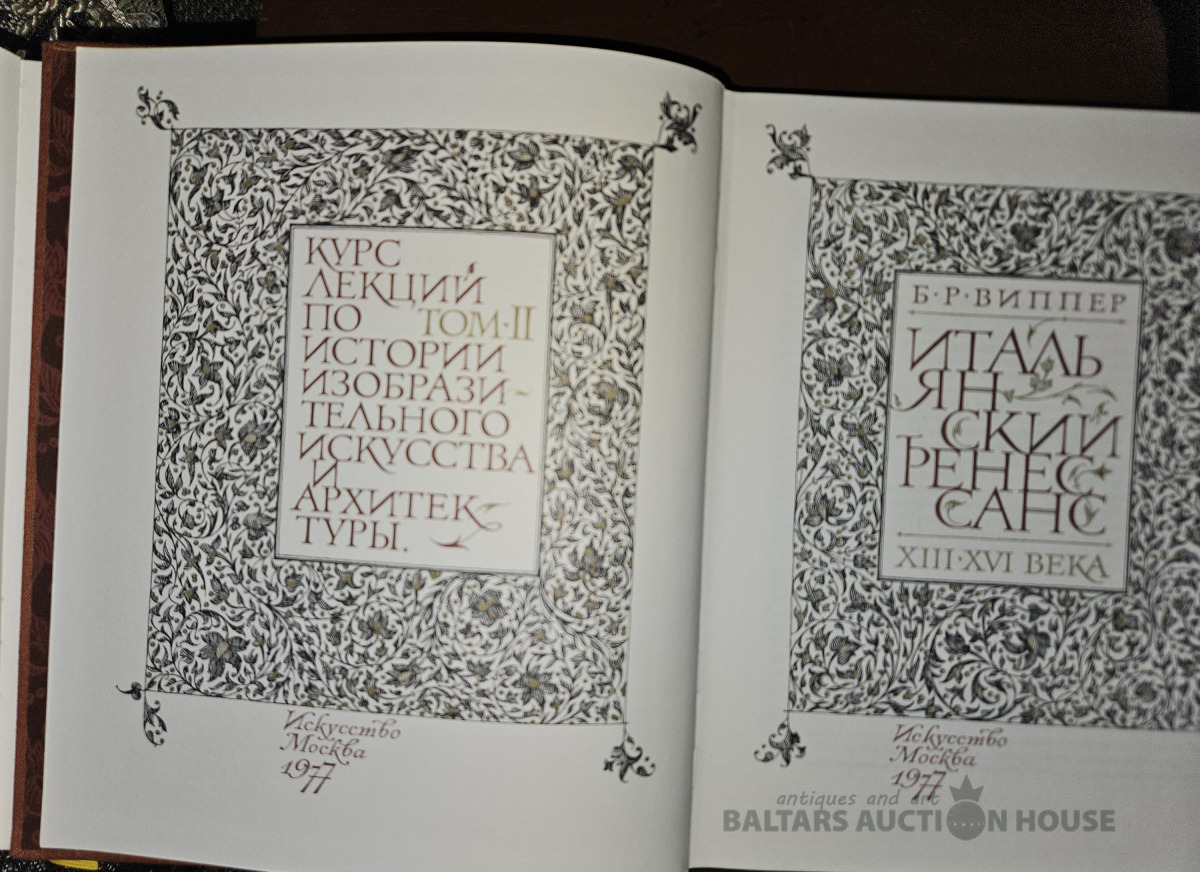 КУРС
ЛЕКЦИЙ
ПО ТОМ·II
ИСТОРИИ
ИЗОБРАЗИ-
ТЕЛЬНОГО
ИСКУССТВА
И
АРХИТЕК-
ТУРЫ.
Искусство
Москва
1977
Б·Р·ВИППЕР
ИТАЛЬ
ЯН
СКИЙ
РЕНЕС
САНС
XIII·XVI ВЕКА
Искусство
Москва
1977
antiques and art
BALTARS AUCTION HOUSE